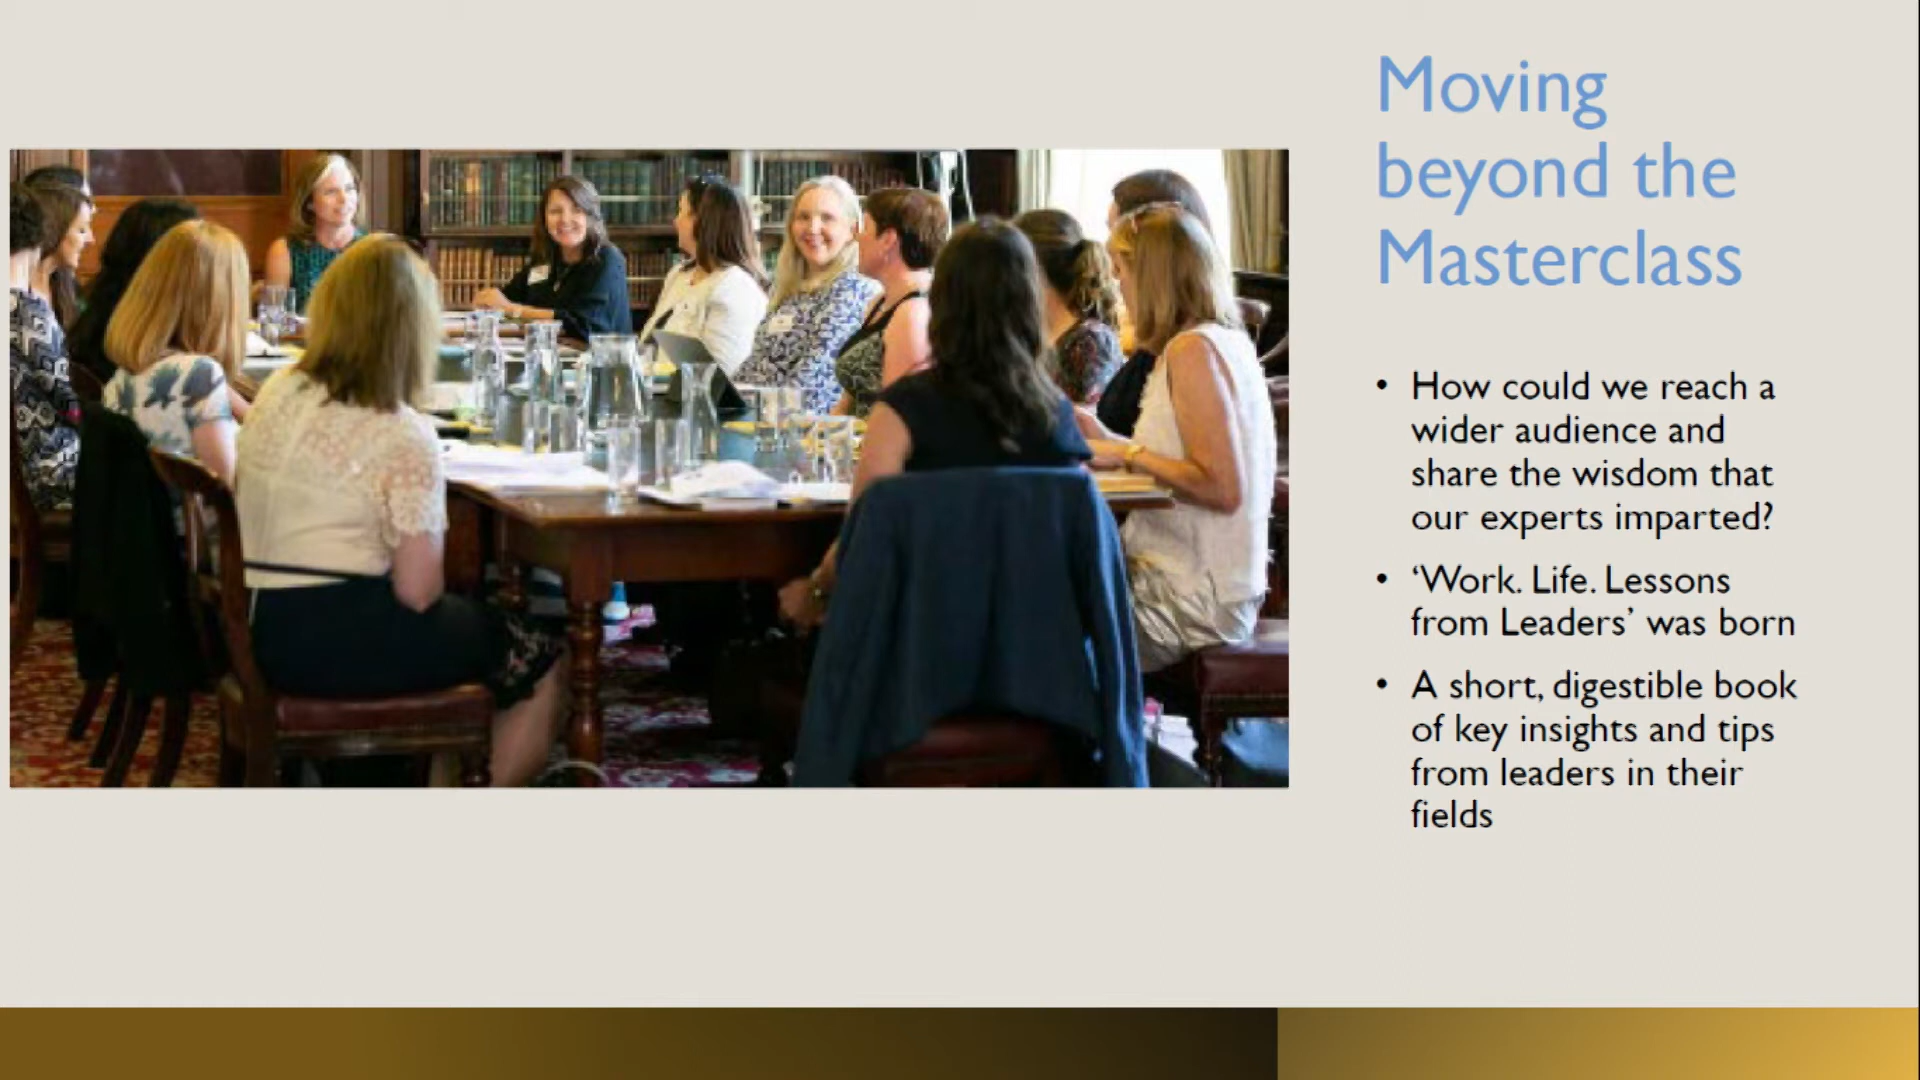 Moving
beyond the
Masterclass
• How could we reach a
wider audience and
share the wisdom that
our experts imparted?
• ‘Work. Life. Lessons
from Leaders’ was born
• A short, digestible book
of key insights and tips
from leaders in their
fields